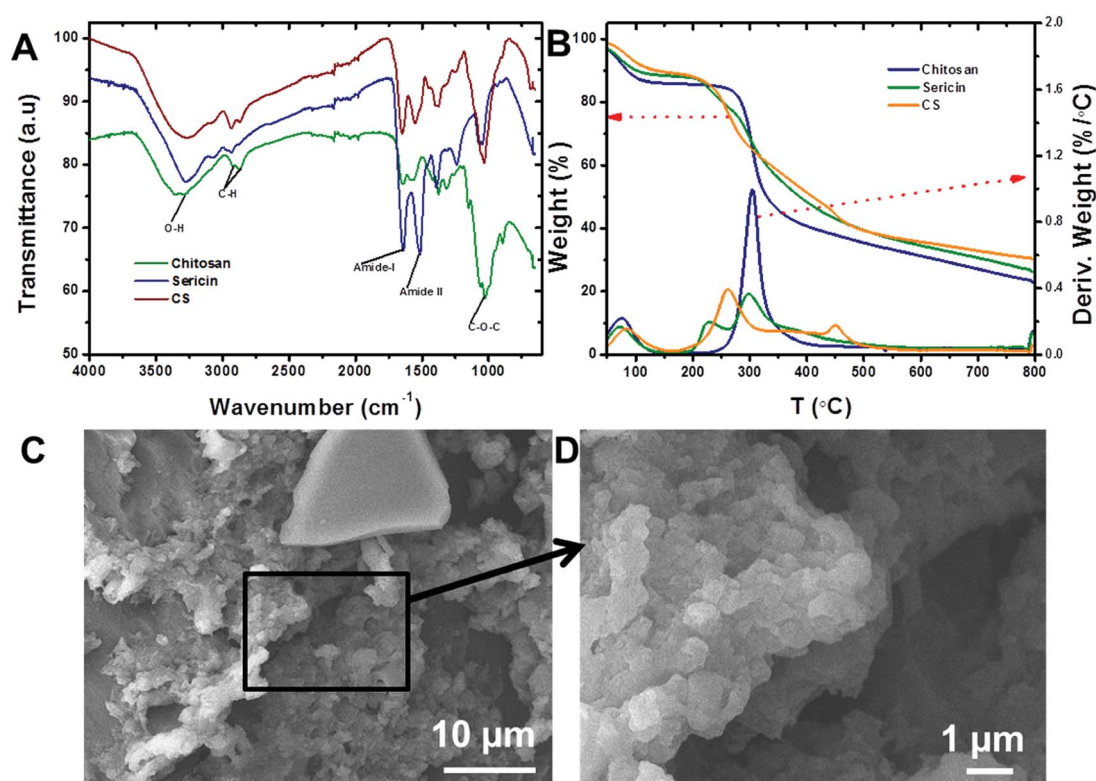 A
Transmittance (a.u)
100
90
80
70
60
50
O-H
C-H
Amide-I
Amide II
C-O-C
Chitosan
Sericin
CS
4000 3500 3000 2500 2000 1500 1000
Wavenumber (cm-1)
B
Weight (%)
100
80
60
40
20
0
Chitosan
Sericin
CS
2.0
1.6
1.2
0.8
0.4
0.0
Deriv. Weight (% /°C)
100 200 300 400 500 600 700 800
T (°C)
C
10 µm
D
1 µm